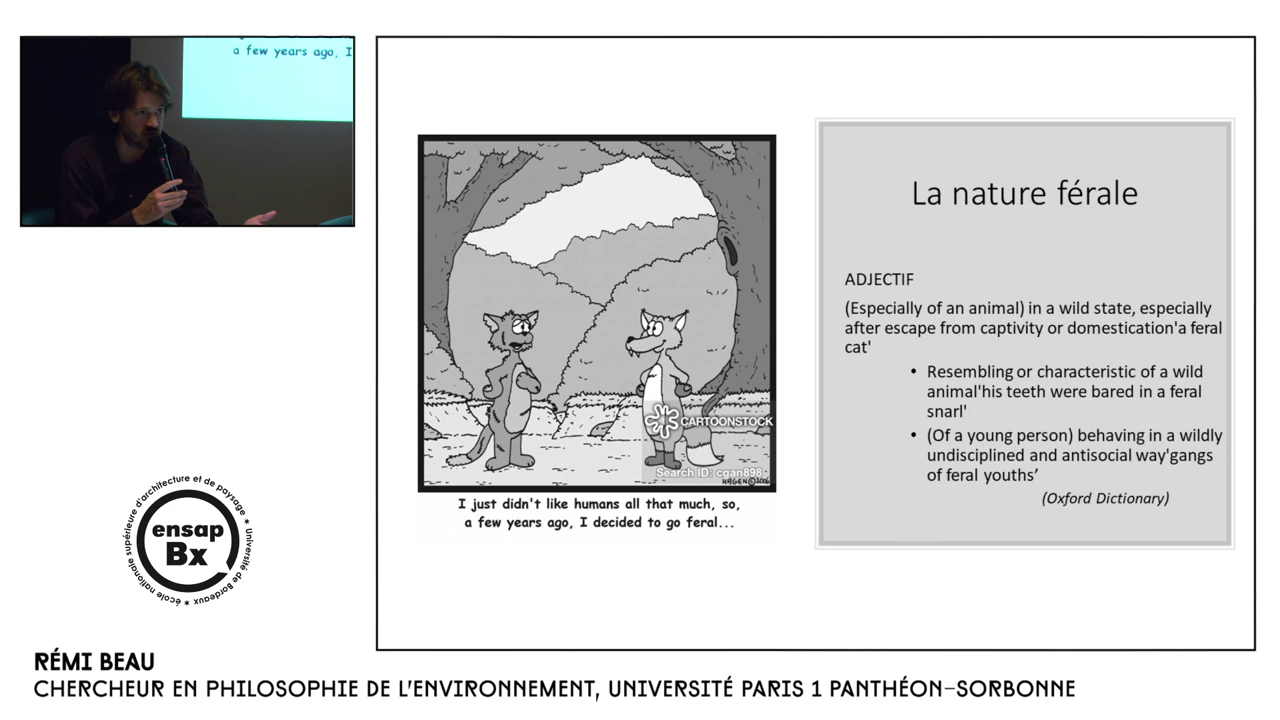 a few years ago, I
La nature férale
ADJECTIF
(Especially of an animal) in a wild state, especially
after escape from captivity or domestication'a feral
cat'
• Resembling or characteristic of a wild
animal'his teeth were bared in a feral
snarl'
• (Of a young person) behaving in a wildly
undisciplined and antisocial way'gangs
of feral youths’
(Oxford Dictionary)
CARTOONSTOCK
Search ID: cgan898
HAGEN ©2006
I just didn't like humans all that much, so,
a few years ago, I decided to go feral...
école nationale supérieure d'architecture et de paysage * Université de Bordeaux *
ensap
Bx
RÉMI BEAU
CHERCHEUR EN PHILOSOPHIE DE L'ENVIRONNEMENT, UNIVERSITÉ PARIS 1 PANTHÉON-SORBONNE